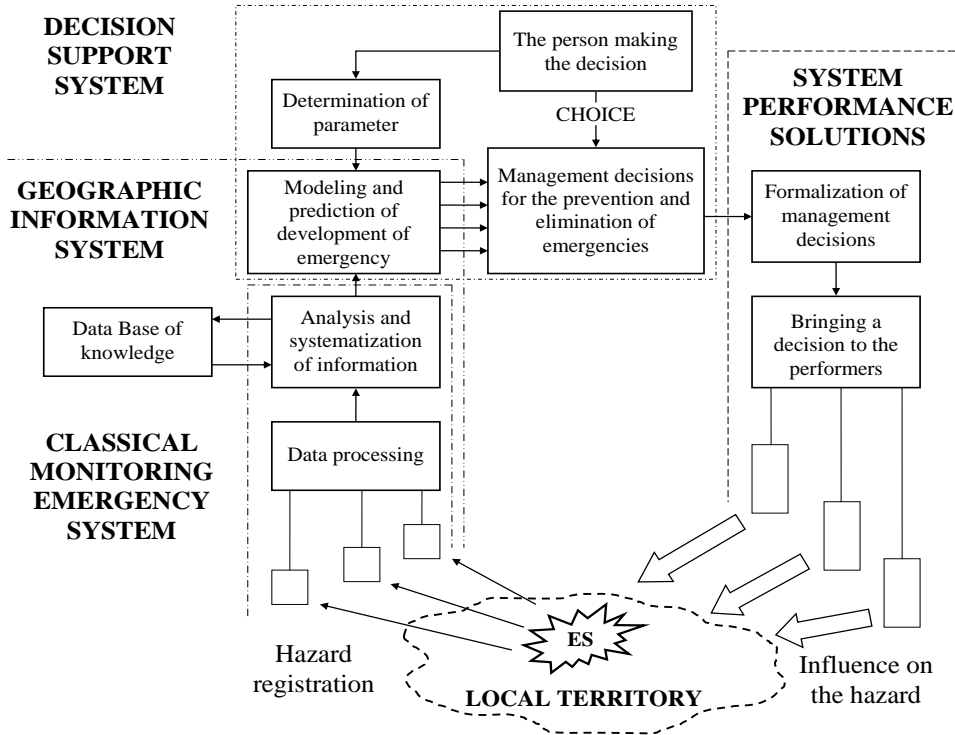 DECISION
SUPPORT
SYSTEM
The person making
the decision
SYSTEM
PERFORMANCE
SOLUTIONS
Determination of
parameter
CHOICE
GEOGRAPHIC
INFORMATION
SYSTEM
Modeling and
prediction of
development of
emergency
Management decisions
for the prevention and
elimination of
emergencies
Formalization of
management
decisions
Data Base of
knowledge
Analysis and
systematization
of information
Bringing a
decision to the
performers
CLASSICAL
MONITORING
EMERGENCY
SYSTEM
Data processing
ES
Hazard
registration
LOCAL TERRITORY
Influence on
the hazard